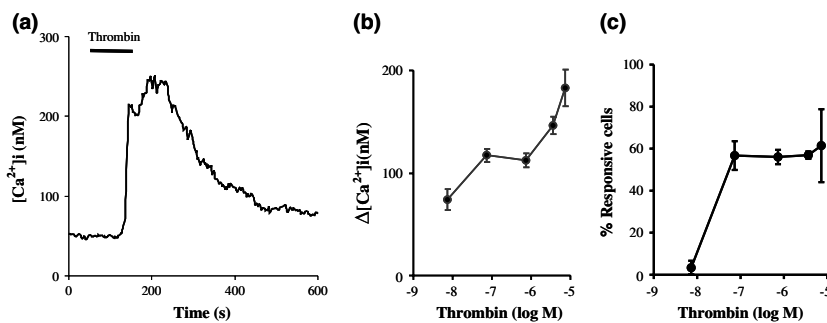 (a)
Thrombin
300
200
100
0
0 200 400 600
[Ca2+]i (nM)
Time (s)
(b)
200
100
0
-9 -8 -7 -6 -5
Δ[Ca2+]i(nM)
Thrombin (log M)
(c)
100
80
60
40
20
0
-9 -8 -7 -6 -5
% Responsive cells
Thrombin (log M)